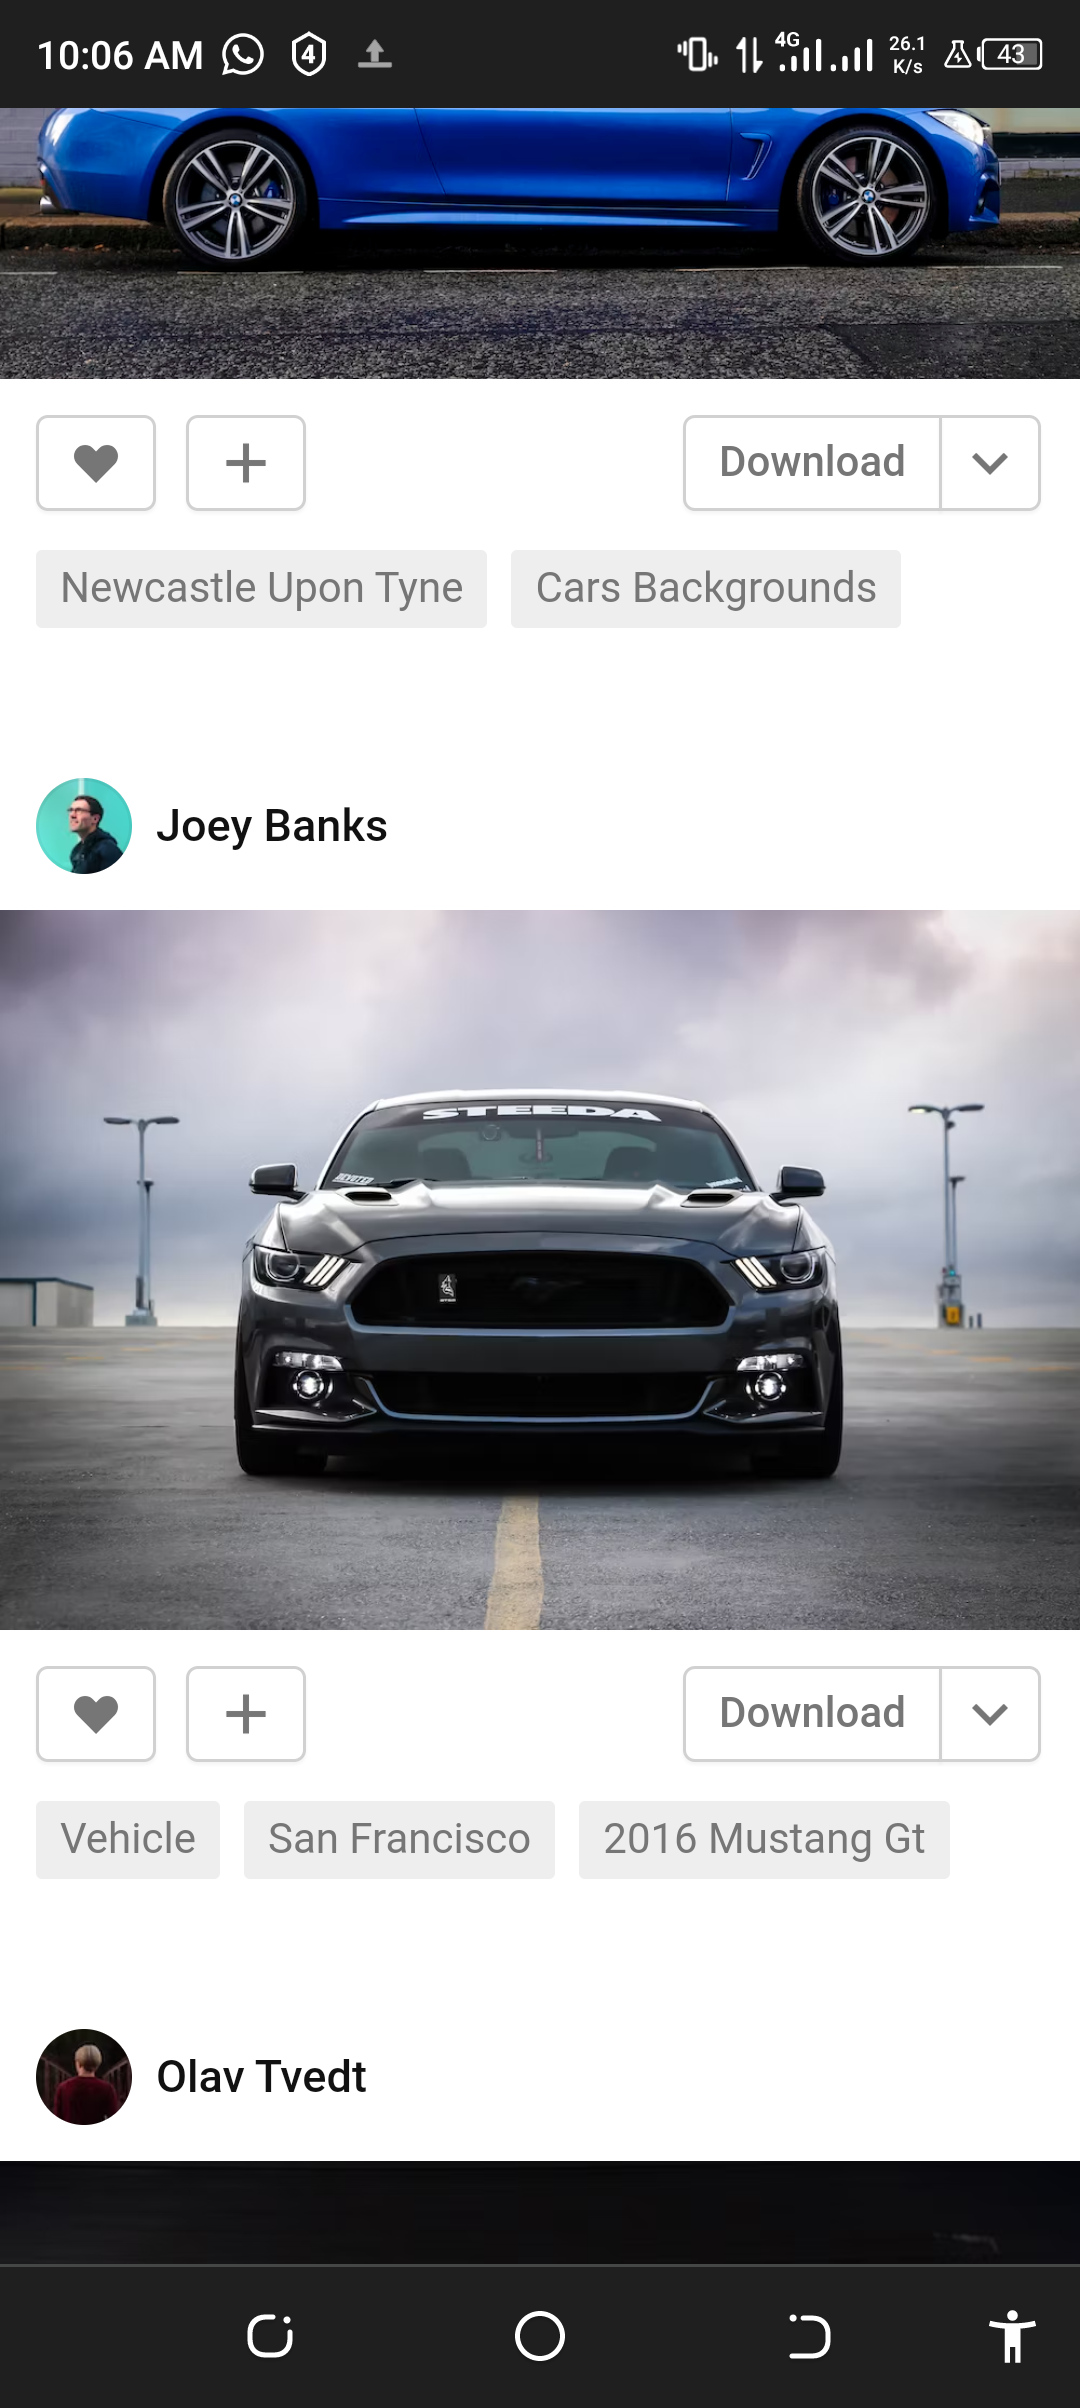 10:06 AM 4 4G 26.1 K/s 43
Download
Newcastle Upon Tyne Cars Backgrounds
Joey Banks
STEEDA
Download
Vehicle San Francisco 2016 Mustang Gt
Olav Tvedt